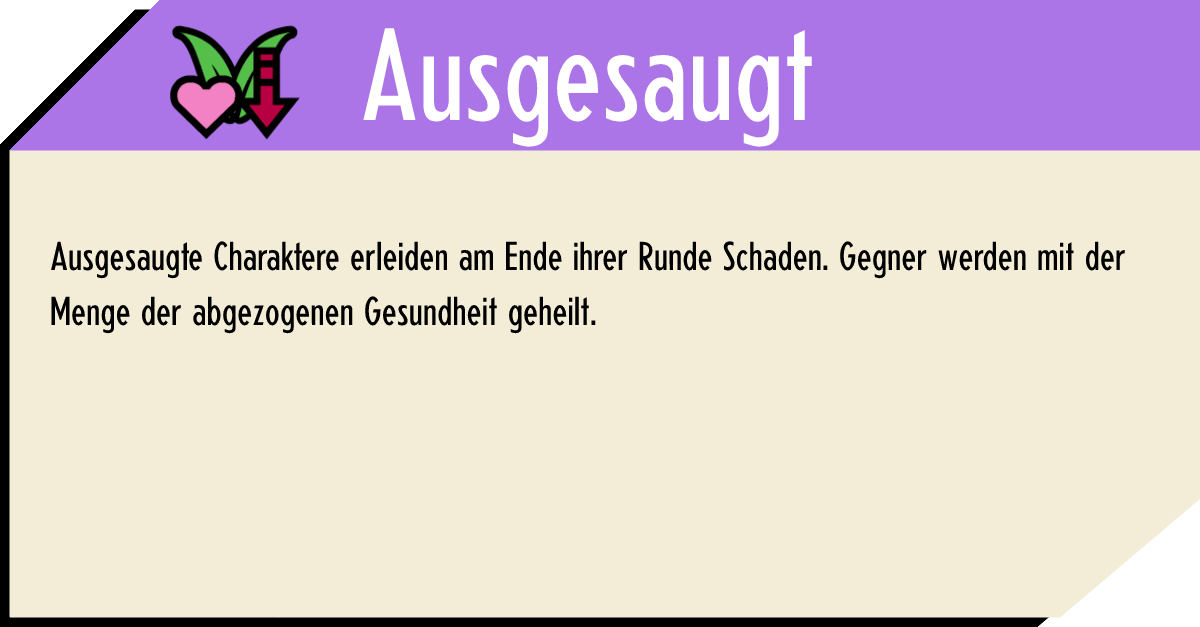 Ausgesaugt
Ausgesaugte Charaktere erleiden am Ende ihrer Runde Schaden. Gegner werden mit der
Menge der abgezogenen Gesundheit geheilt.